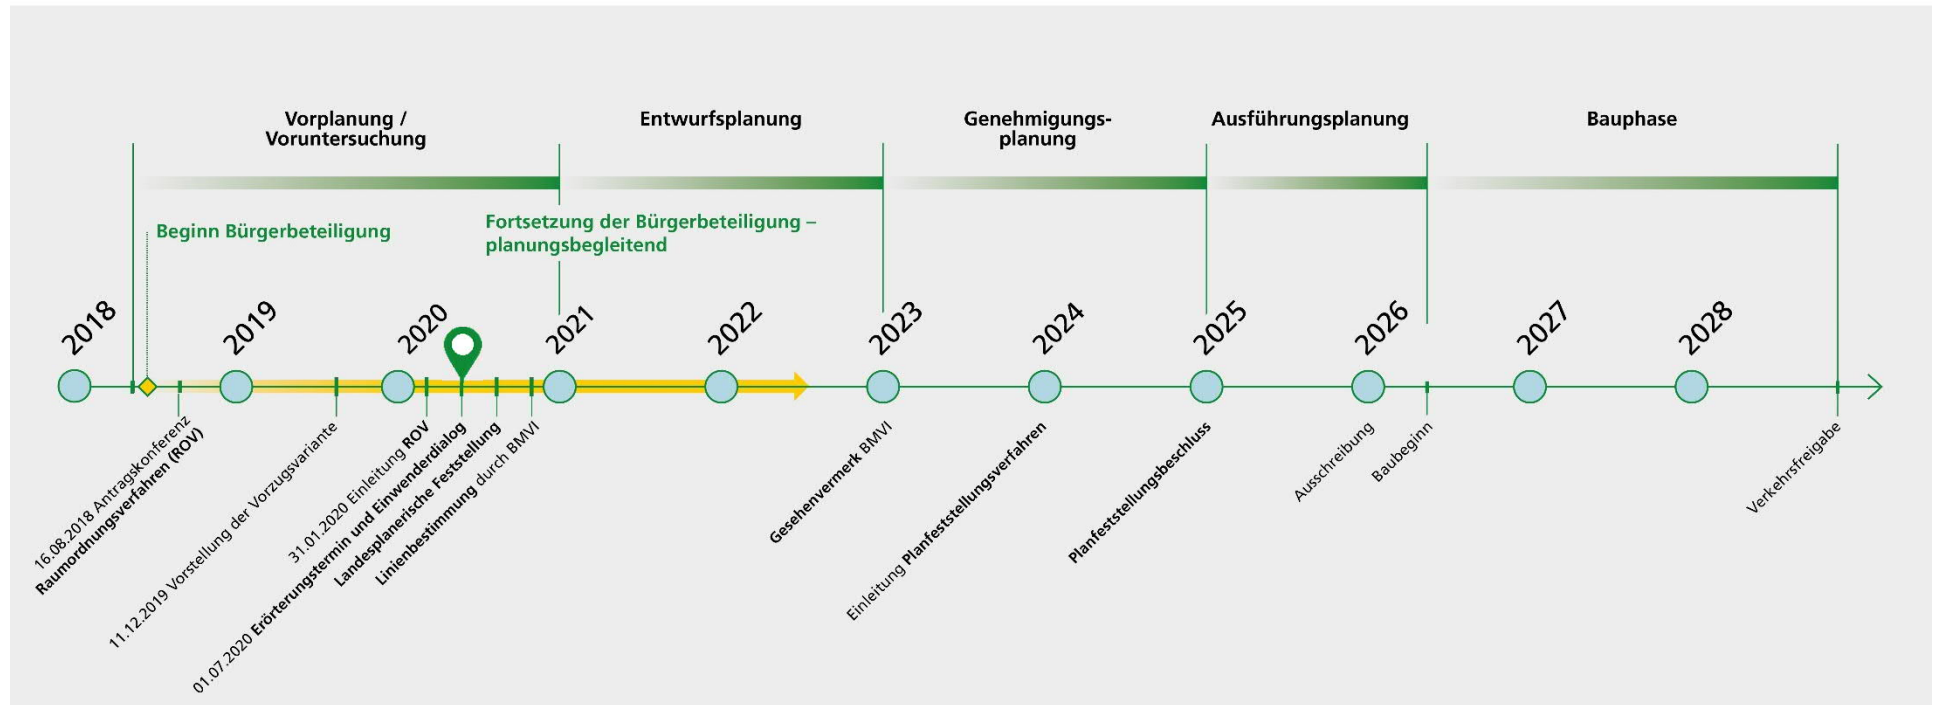 Vorplanung /
Voruntersuchung
Entwurfsplanung
Genehmigungs-
planung
Ausführungsplanung
Bauphase
Beginn Bürgerbeteiligung
Fortsetzung der Bürgerbeteiligung –
planungsbegleitend
2018
2019
2020
2021
2022
2023
2024
2025
2026
2027
2028
16.08.2018 Antragskonferenz
Raumordnungsverfahren (ROV)
11.12.2019 Vorstellung der Vorzugsvariante
31.01.2020 Einleitung ROV
01.07.2020 Erörterungstermin und Einwenderdialog
Landesplanerische Feststellung
Linienbestimmung durch BMVI
Gesehenvermerk BMVI
Einleitung Planfeststellungsverfahren
Planfeststellungsbeschluss
Ausschreibung
Baubeginn
Verkehrsfreigabe